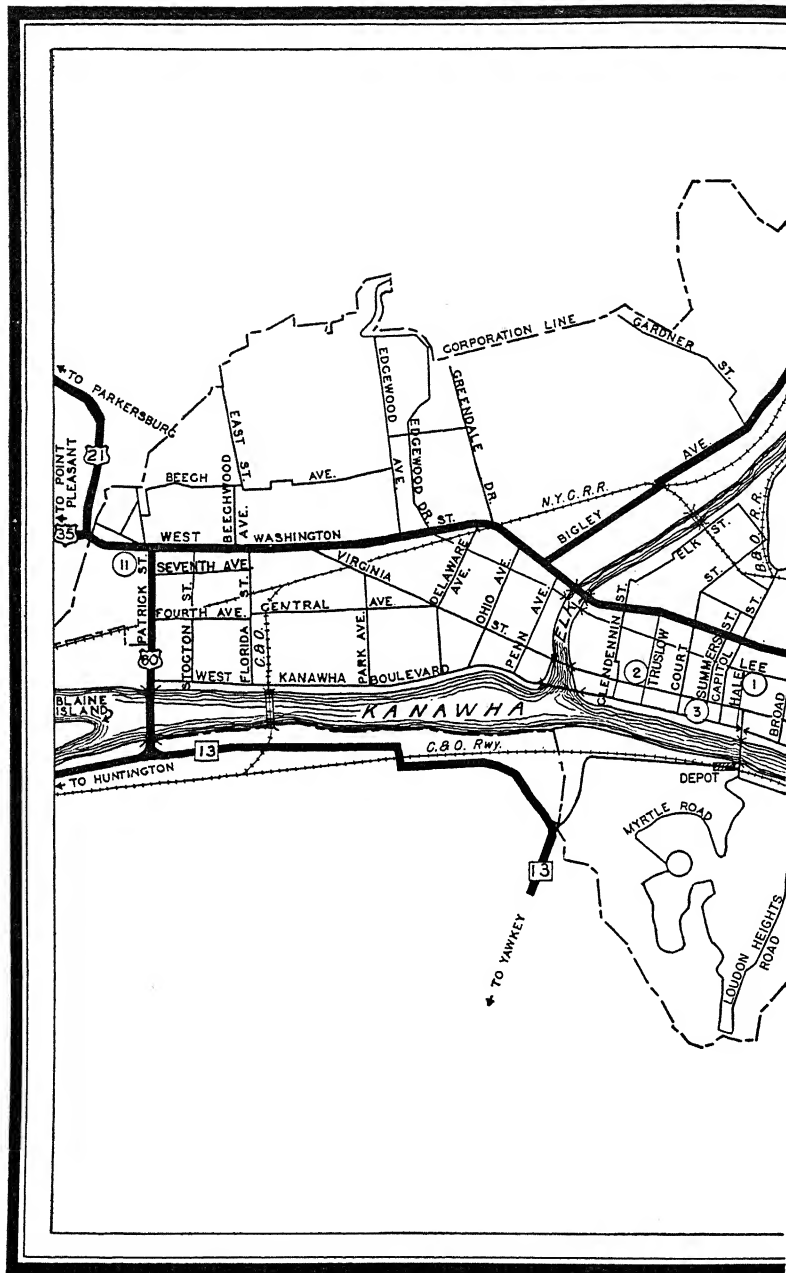 CORPORATION LINE
GARDNER ST.
TO PARKERSBURG
EDGEWOOD AVE.
EDGEWOOD DR.
GREENDALE DR.
EAST ST.
21
TO POINT PLEASANT
BEECH AVE.
BEECHWOOD AVE.
N.Y.C.R.R.
BIGLEY AVE.
35
WEST WASHINGTON ST.
ELK ST.
B.&O. R.R.
11
SEVENTH AVE.
VIRGINIA ST.
DELAWARE AVE.
OHIO AVE.
PENN AVE.
ELK
PATRICK ST.
STOCTON ST.
FLORIDA ST.
FOURTH AVE.
CENTRAL AVE.
C.&O.
PARK AVE.
60
WEST KANAWHA BOULEVARD
CLENDENNIN ST.
TRUSLOW
COURT ST.
SUMMERS ST.
CAPITOL ST.
HALE
LEE
BROAD
2
1
3
BLAINE ISLAND
KANAWHA
13
C.&O. Rwy.
TO HUNTINGTON
DEPOT
MYRTLE ROAD
13
TO YAWKEY
LOUDON HEIGHTS ROAD